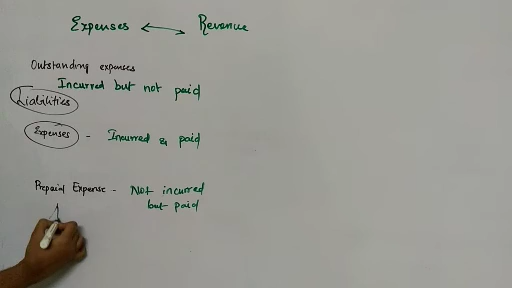 Expenses ⟷ Revenue
Outstanding expenses
Incurred but not paid
Liabilities
Expenses - Incurred & paid
Prepaid Expense - Not incurred
but paid